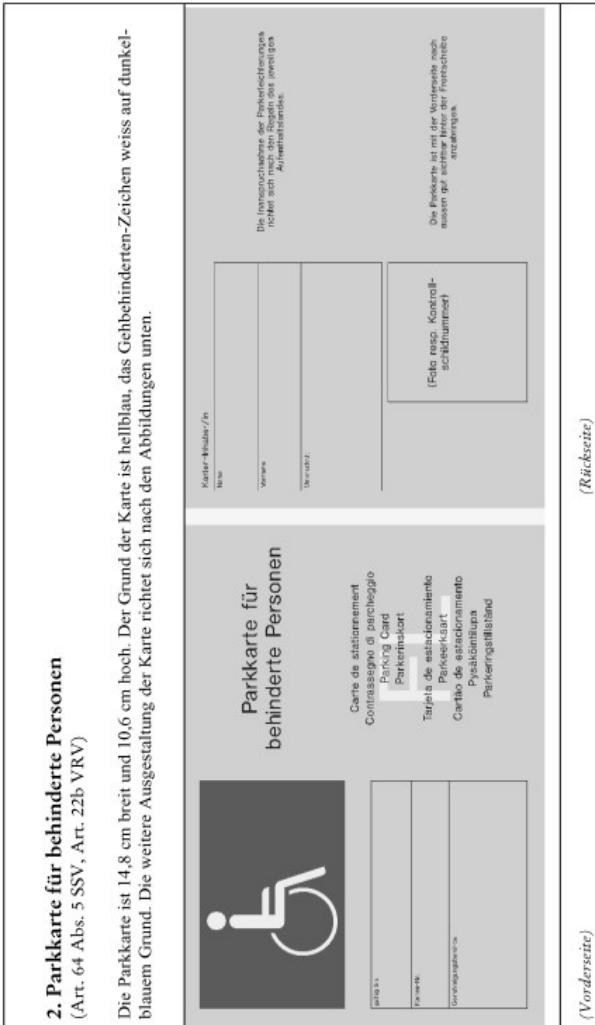 2. Parkkarte für behinderte Personen
(Art. 64 Abs. 5 SSV, Art. 22b VRV)
Die Parkkarte ist 14,8 cm breit und 10,6 cm hoch. Der Grund der Karte ist hellblau, das Gehbehinderten-Zeichen weiss auf dunkel-
blauem Grund. Die weitere Ausgestaltung der Karte richtet sich nach den Abbildungen unten.
Parkkarte für
behinderte Personen
Carte de stationnement
Contrassegno di parcheggio
Parking Card
Parkerinskort
Tarjeta de estacionamiento
Parkeerkaart
Cartão de estacionamento
Pysäköintilupa
Parkeringstillstånd
gültig bis
Karten-Nr.
(Vorderseite)
Karten-Inhaber/in
Name
Vorname
Unterschrift
(Foto resp. Kontroll-
schildnummer)
Die Inanspruchnahme der Parkerleichterungen
richtet sich nach den Regeln des jeweiligen
Aufenthaltslandes.
Die Parkkarte ist mit der Vorderseite nach
aussen gut sichtbar hinter der Frontscheibe
anzubringen.
(Rückseite)